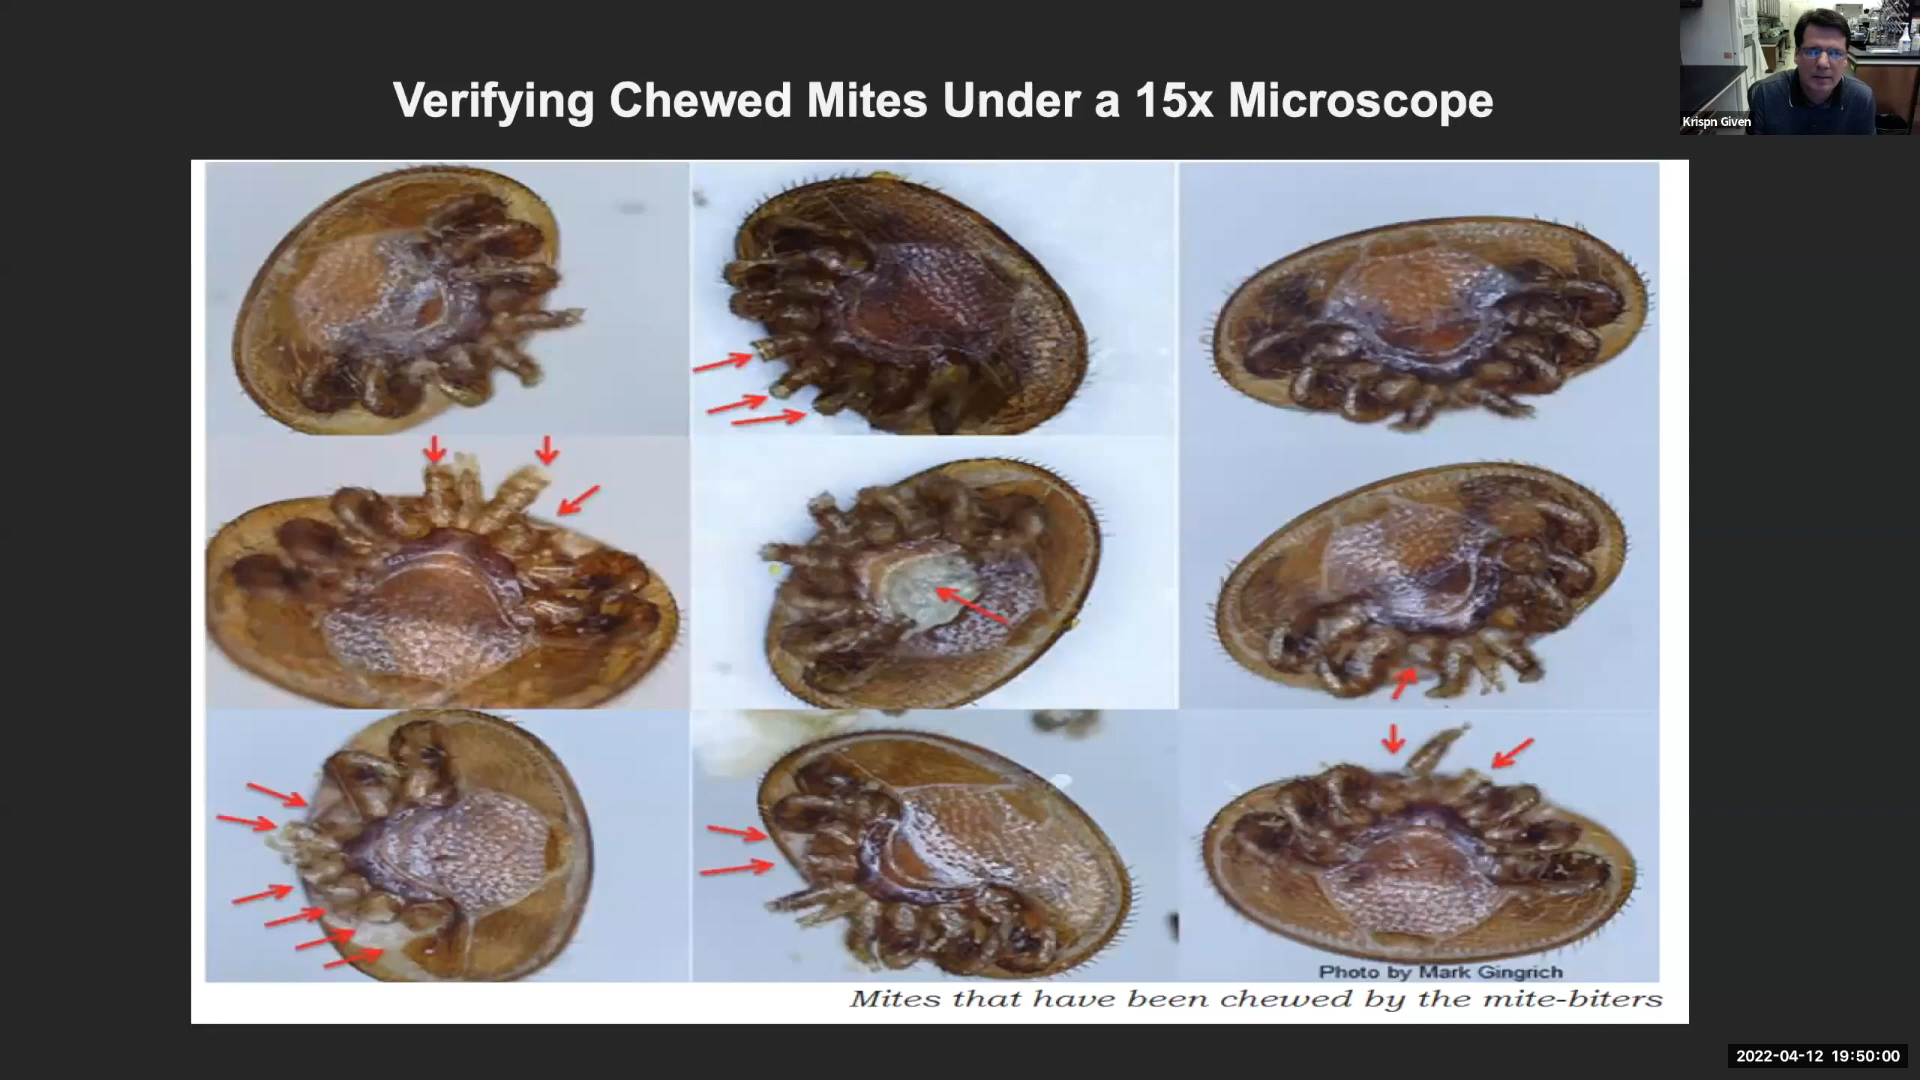 Verifying Chewed Mites Under a 15x Microscope
Krispn Given
Photo by Mark Gingrich
Mites that have been chewed by the mite-biters
2022-04-12 19:50:00